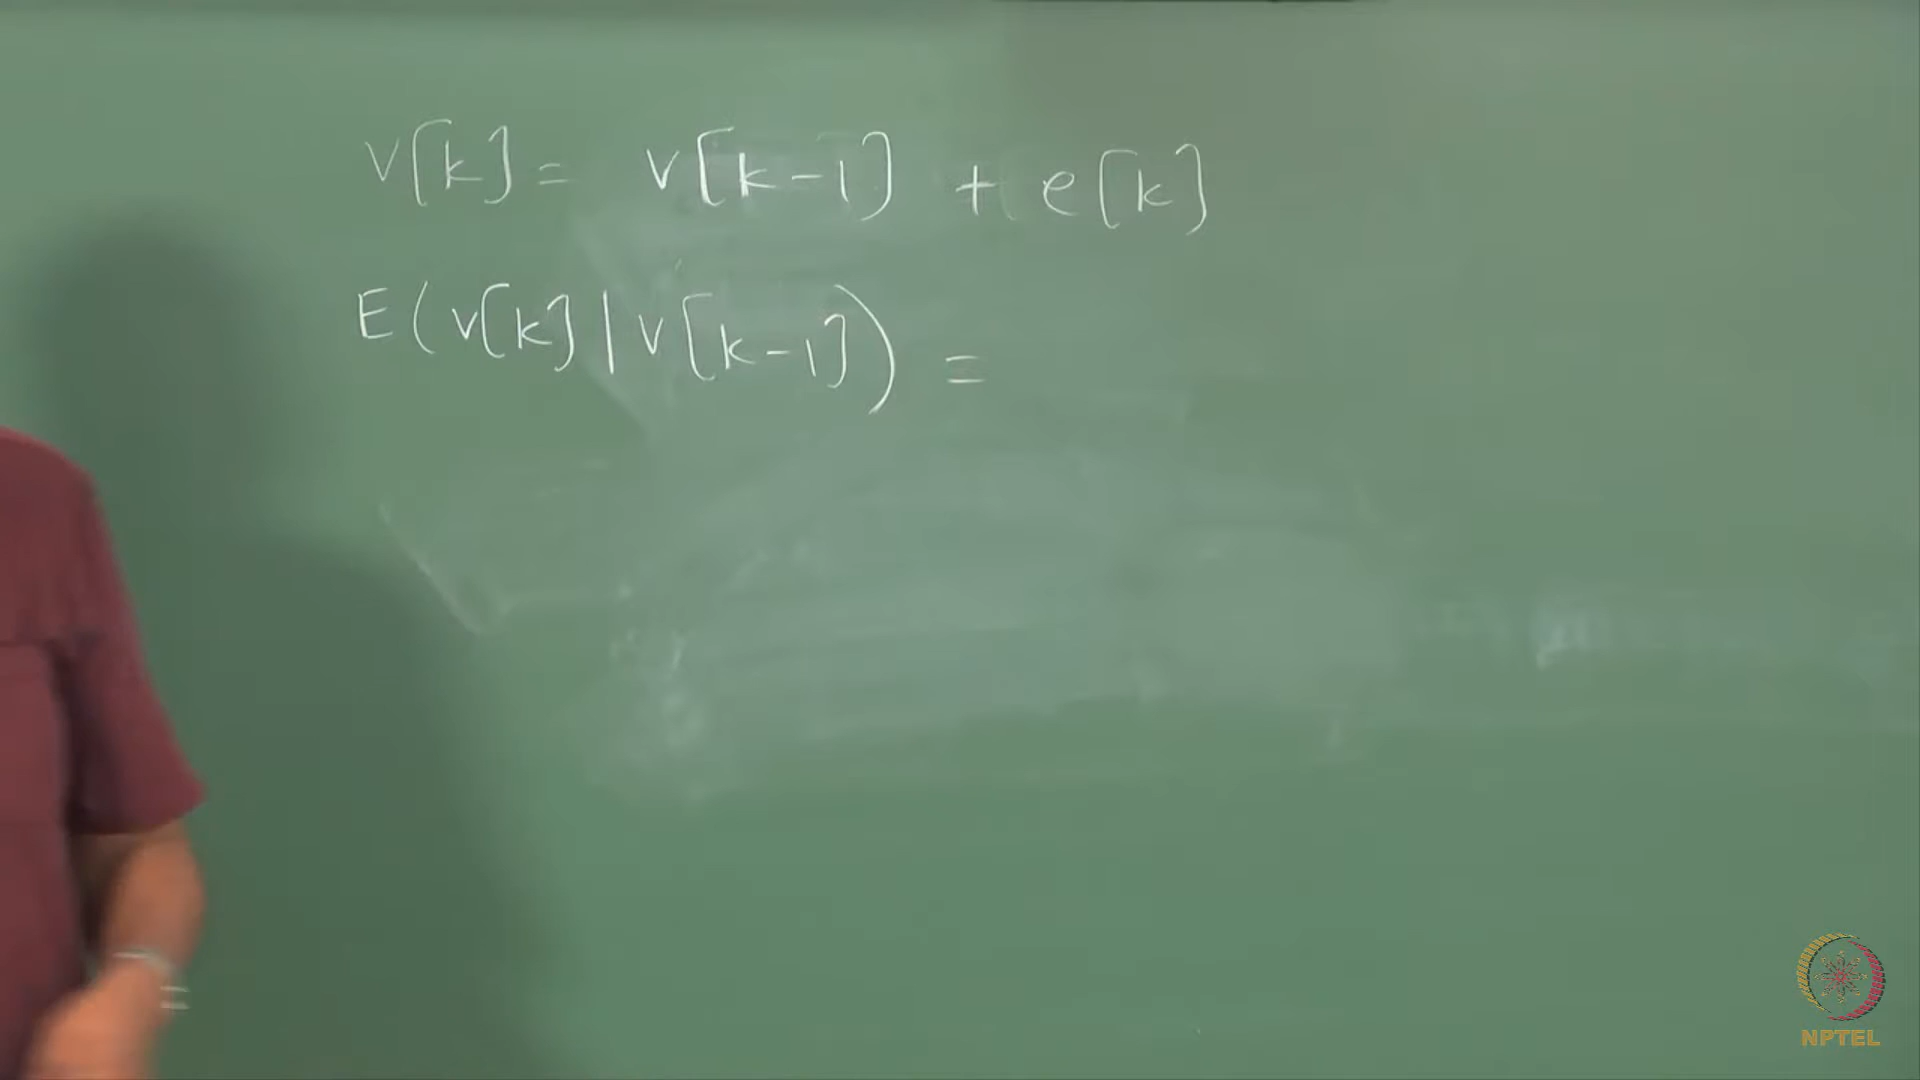 v[k] = v[k-1] + e[k]
E(v[k] | v[k-1]) =
=
NPTEL